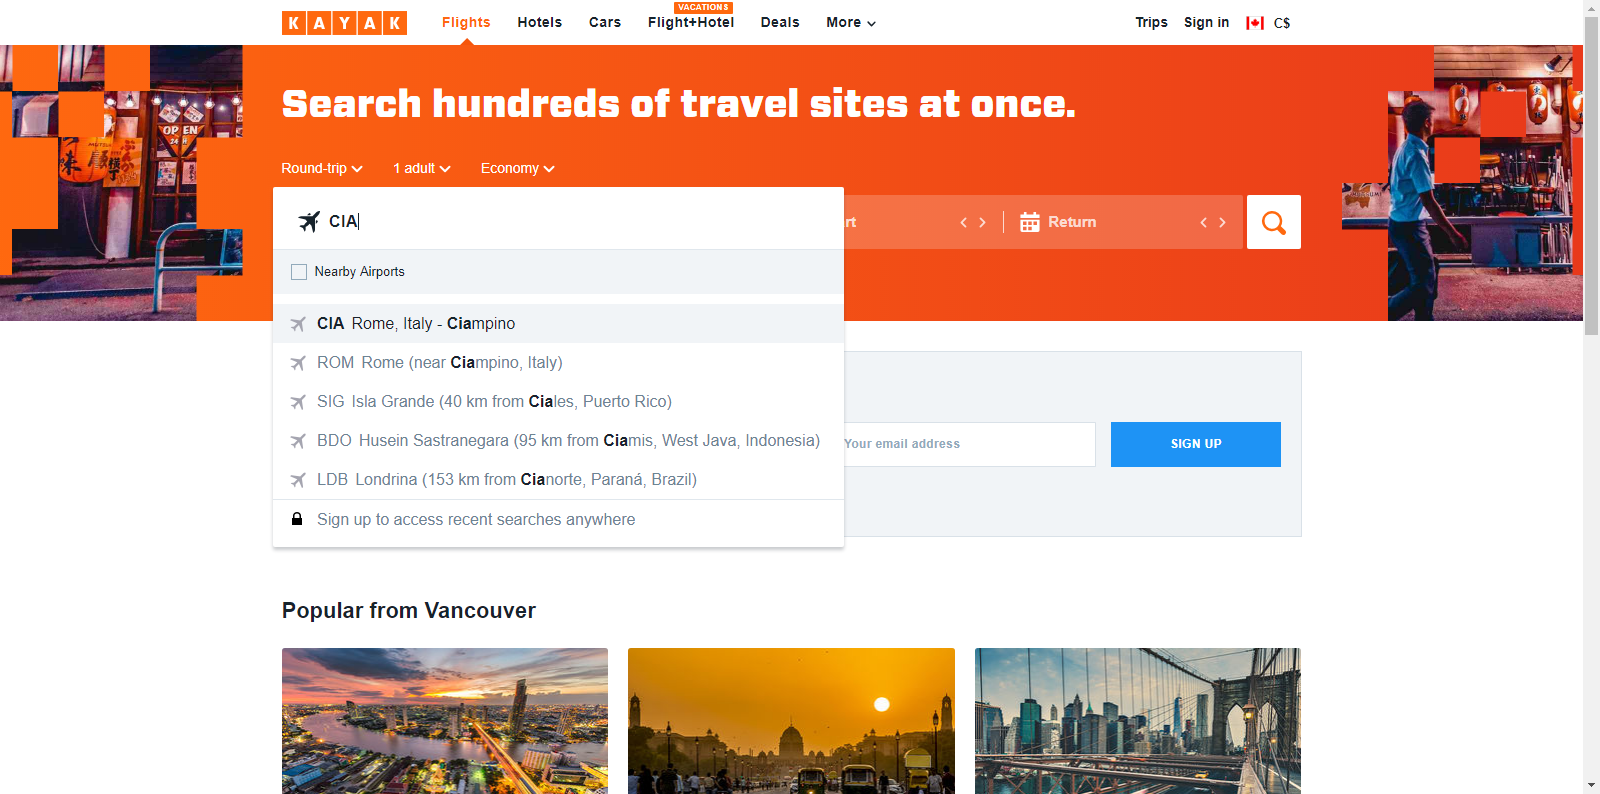 KAYAK Flights Hotels Cars Flight+Hotel VACATIONS Deals More Trips Sign in C$
Search hundreds of travel sites at once.
Round-trip 1 adult Economy
CIA rt Return
Nearby Airports
CIA Rome, Italy - Ciampino
ROM Rome (near Ciampino, Italy)
SIG Isla Grande (40 km from Ciales, Puerto Rico)
BDO Husein Sastranegara (95 km from Ciamis, West Java, Indonesia)
LDB Londrina (153 km from Cianorte, Paraná, Brazil)
Sign up to access recent searches anywhere
Your email address SIGN UP
Popular from Vancouver
OPEN